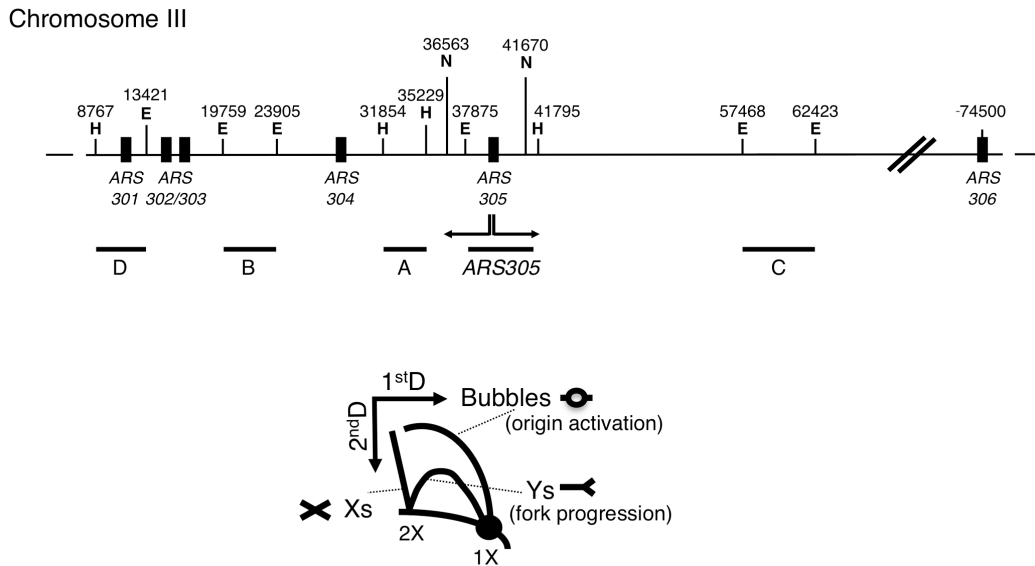 Chromosome III
36563 41670
N N
13421 35229
8767 E 19759 23905 31854 H 37875 41795 57468 62423 -74500
H E E H E H E E
ARS ARS ARS ARS ARS
301 302/303 304 305 306
D B A ARS305 C
1stD
2ndD
Bubbles
(origin activation)
Ys
(fork progression)
Xs
2X
1X